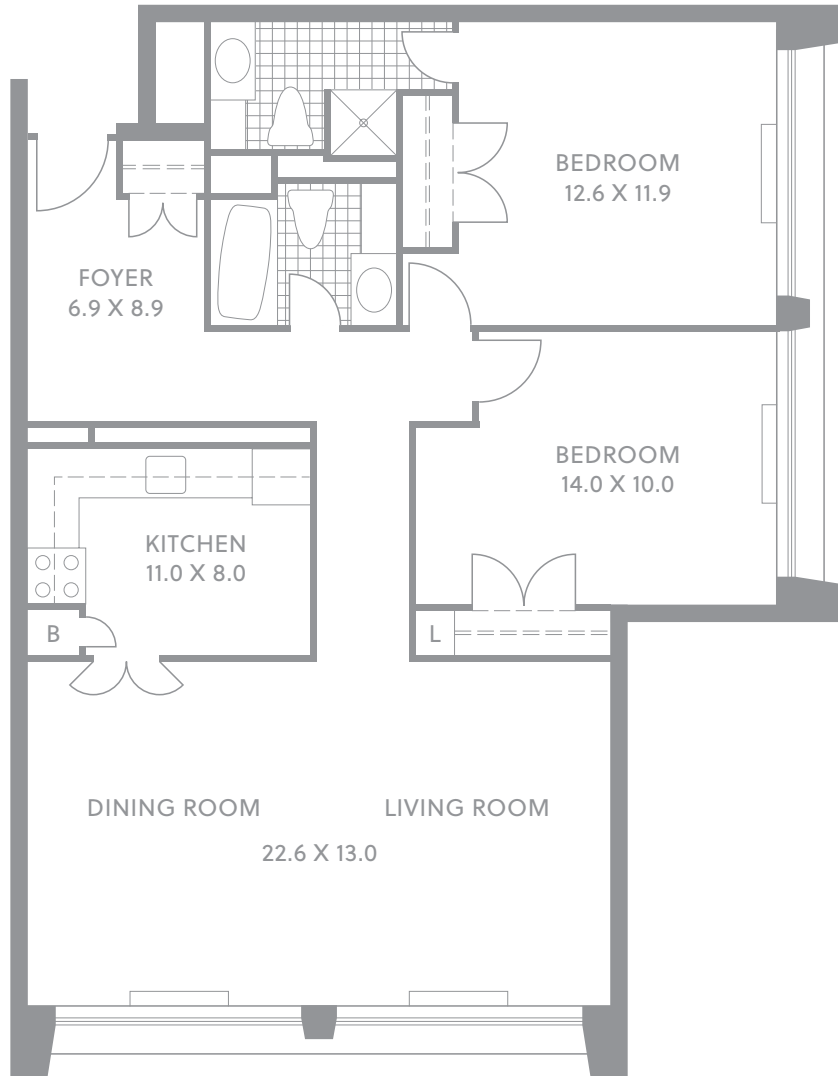 BEDROOM
12.6 X 11.9
FOYER
6.9 X 8.9
BEDROOM
14.0 X 10.0
KITCHEN
11.0 X 8.0
B
L
DINING ROOM
LIVING ROOM
22.6 X 13.0